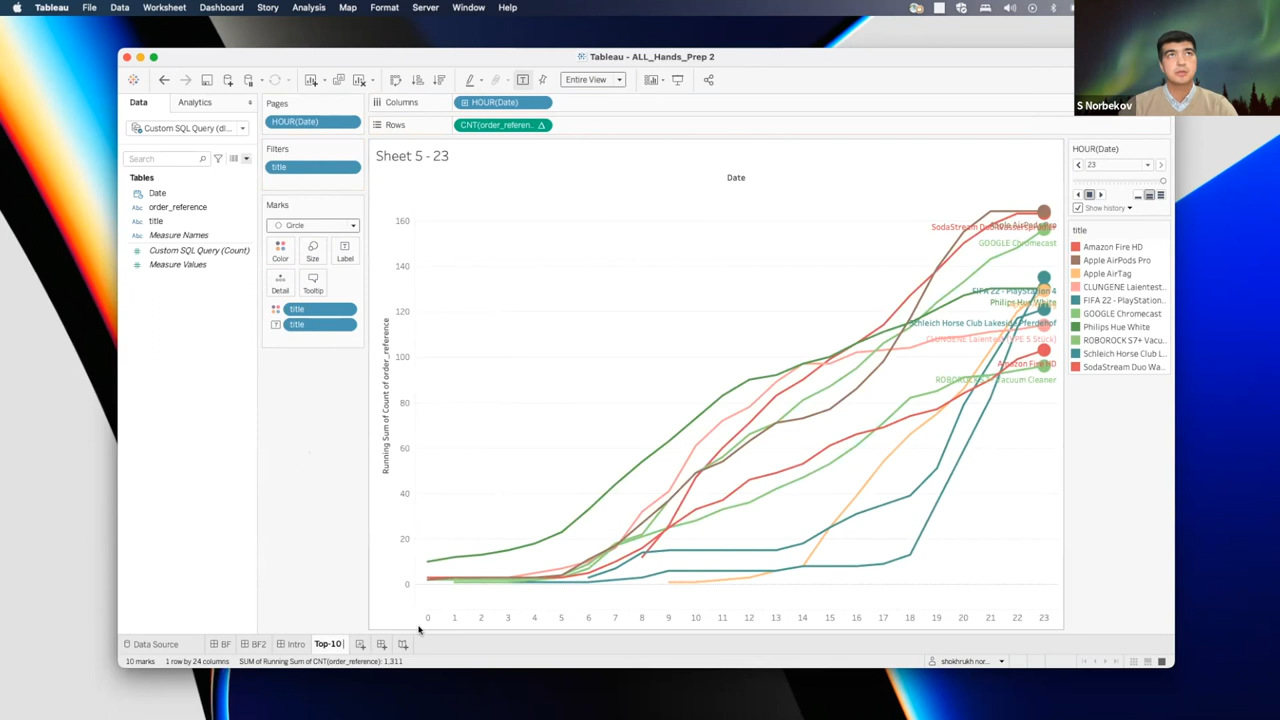 Tableau File Data Worksheet Dashboard Story Analysis Map Format Server Window Help
S Norbekov
Tableau - ALL_Hands_Prep 2
Entire View
Data Analytics
Custom SQL Query (di...
Search
Tables
Date
order_reference
title
Measure Names
Custom SQL Query (Count)
Measure Values
Pages
HOUR(Date)
Filters
title
Marks
Circle
Color Size Label
Detail Tooltip
title
title
Columns HOUR(Date)
Rows CNT(order_referen..
Sheet 5 - 23
Date
Running Sum of Count of order_reference
160
140
120
100
80
60
40
20
0
0 1 2 3 4 5 6 7 8 9 10 11 12 13 14 15 16 17 18 19 20 21 22 23
GOOGLE Chromecast
FIFA 22 - PlayStation 4
Philips Hue White
Schleich Horse Club Lakeside Pferdehof
Amazon Fire HD
ROBOROCK S7+ Vacuum Cleaner
HOUR(Date)
23
Show history
title
Amazon Fire HD
Apple AirPods Pro
Apple AirTag
CLUNGENE Laientest...
FIFA 22 - PlayStation...
GOOGLE Chromecast
Philips Hue White
ROBOROCK S7+ Vacu...
Schleich Horse Club L...
SodaStream Duo Wa...
Data Source BF BF2 Intro Top-10
10 marks 1 row by 24 columns SUM of Running Sum of CNT(order_reference): 1,311
shokhrukh nor...